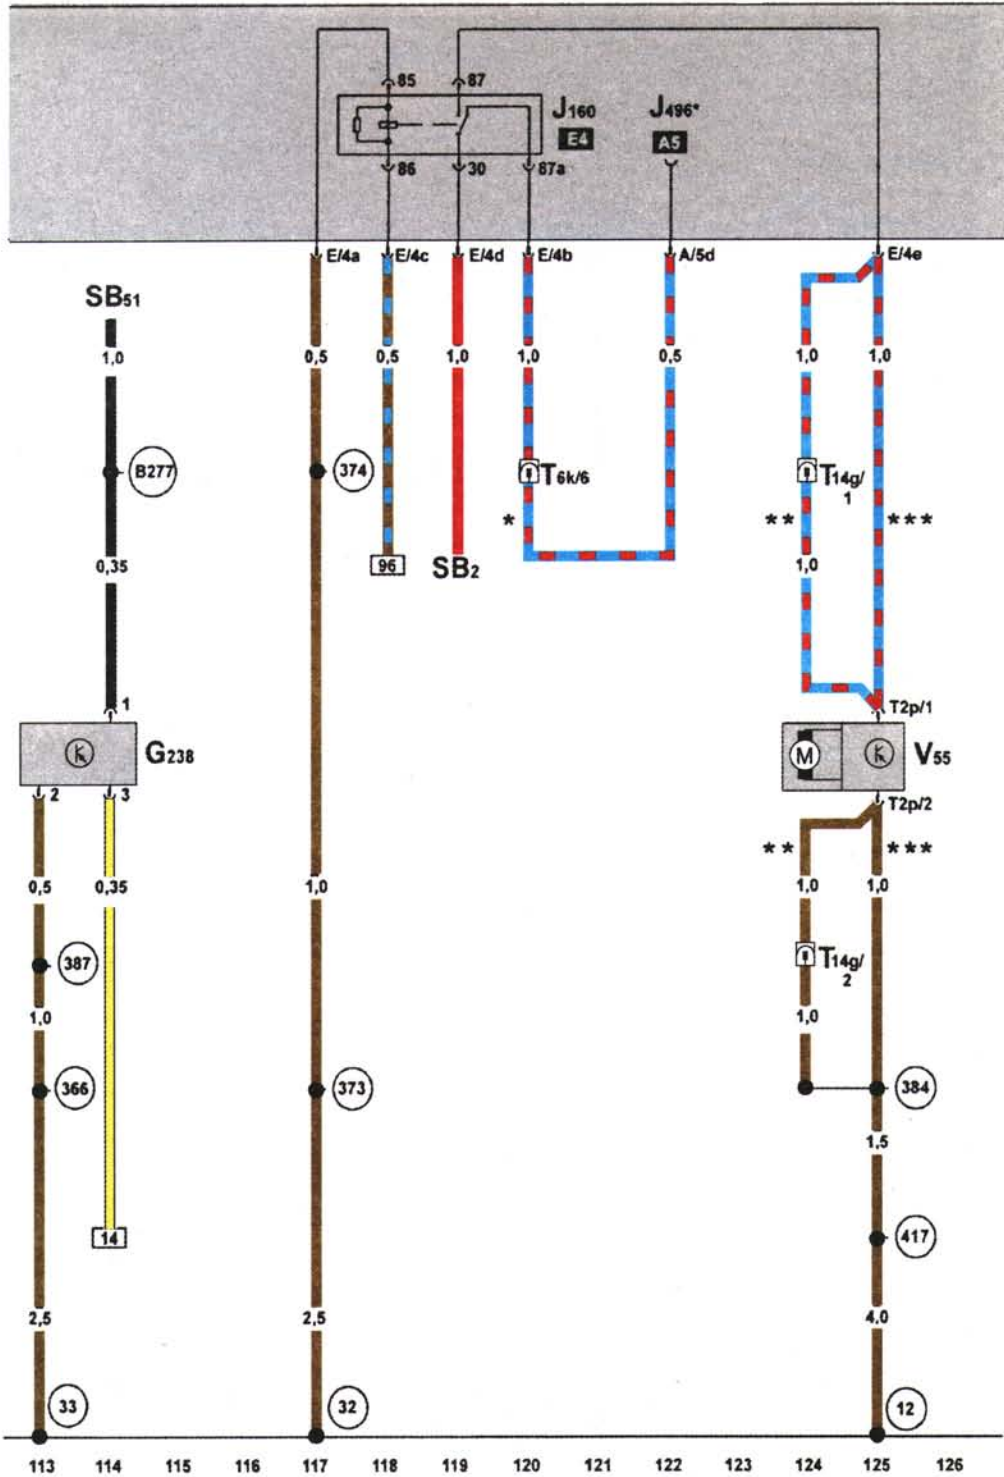 85 87
J160 J496*
E4 A5
86 30 87a
E/4a E/4c E/4d E/4b A/5d E/4e
SB51
1,0 0,5 0,5 1,0 1,0 0,5 1,0 1,0
B277 374 T6k/6 T14g/1
* ** ***
0,35 96 SB2 1,0
1 T2p/1
G238 M V55
2 3 T2p/2
** ***
0,5 0,35 1,0 1,0 1,0
387 T14g/2
1,0 1,0
366 373 384
1,5
14 417
2,5 2,5 4,0
33 32 12
113 114 115 116 117 118 119 120 121 122 123 124 125 126